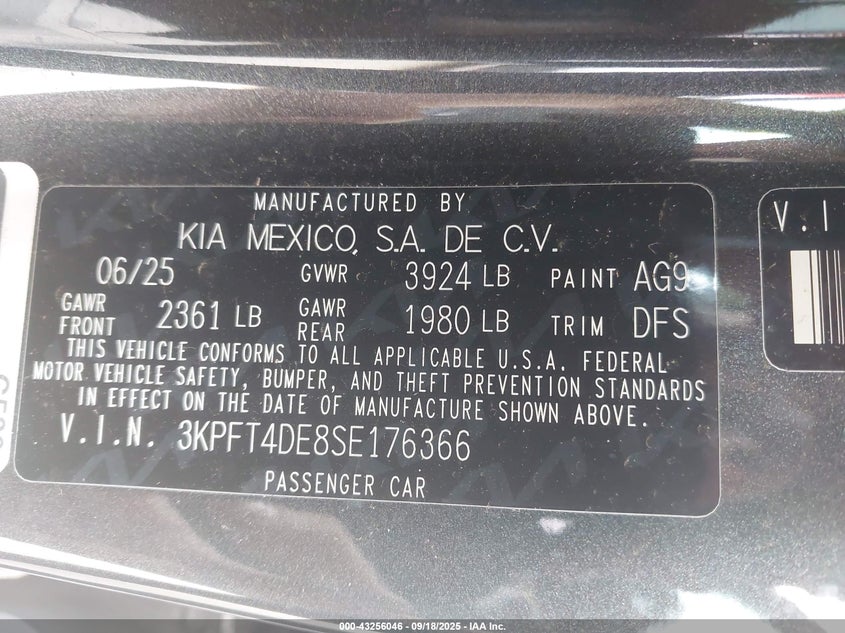 MANUFACTURED BY
KIA MEXICO, S.A. DE C.V.
06/25 GVWR 3924 LB PAINT AG9
GAWR FRONT 2361 LB GAWR REAR 1980 LB TRIM DFS
THIS VEHICLE CONFORMS TO ALL APPLICABLE U.S.A. FEDERAL
MOTOR VEHICLE SAFETY, BUMPER, AND THEFT PREVENTION STANDARDS
IN EFFECT ON THE DATE OF MANUFACTURE SHOWN ABOVE.
V.I.N. 3KPFT4DE8SE176366
PASSENGER CAR
V.I
000-43256046 - 09/18/2025 - IAA Inc.